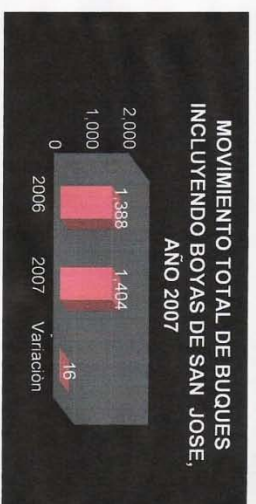 MOVIMIENTO TOTAL DE BUQUES
INCLUYENDO BOYAS DE SAN JOSE,
AÑO 2007
2,000
1,000
0
1,388
1,404
16
2006
2007
Variación